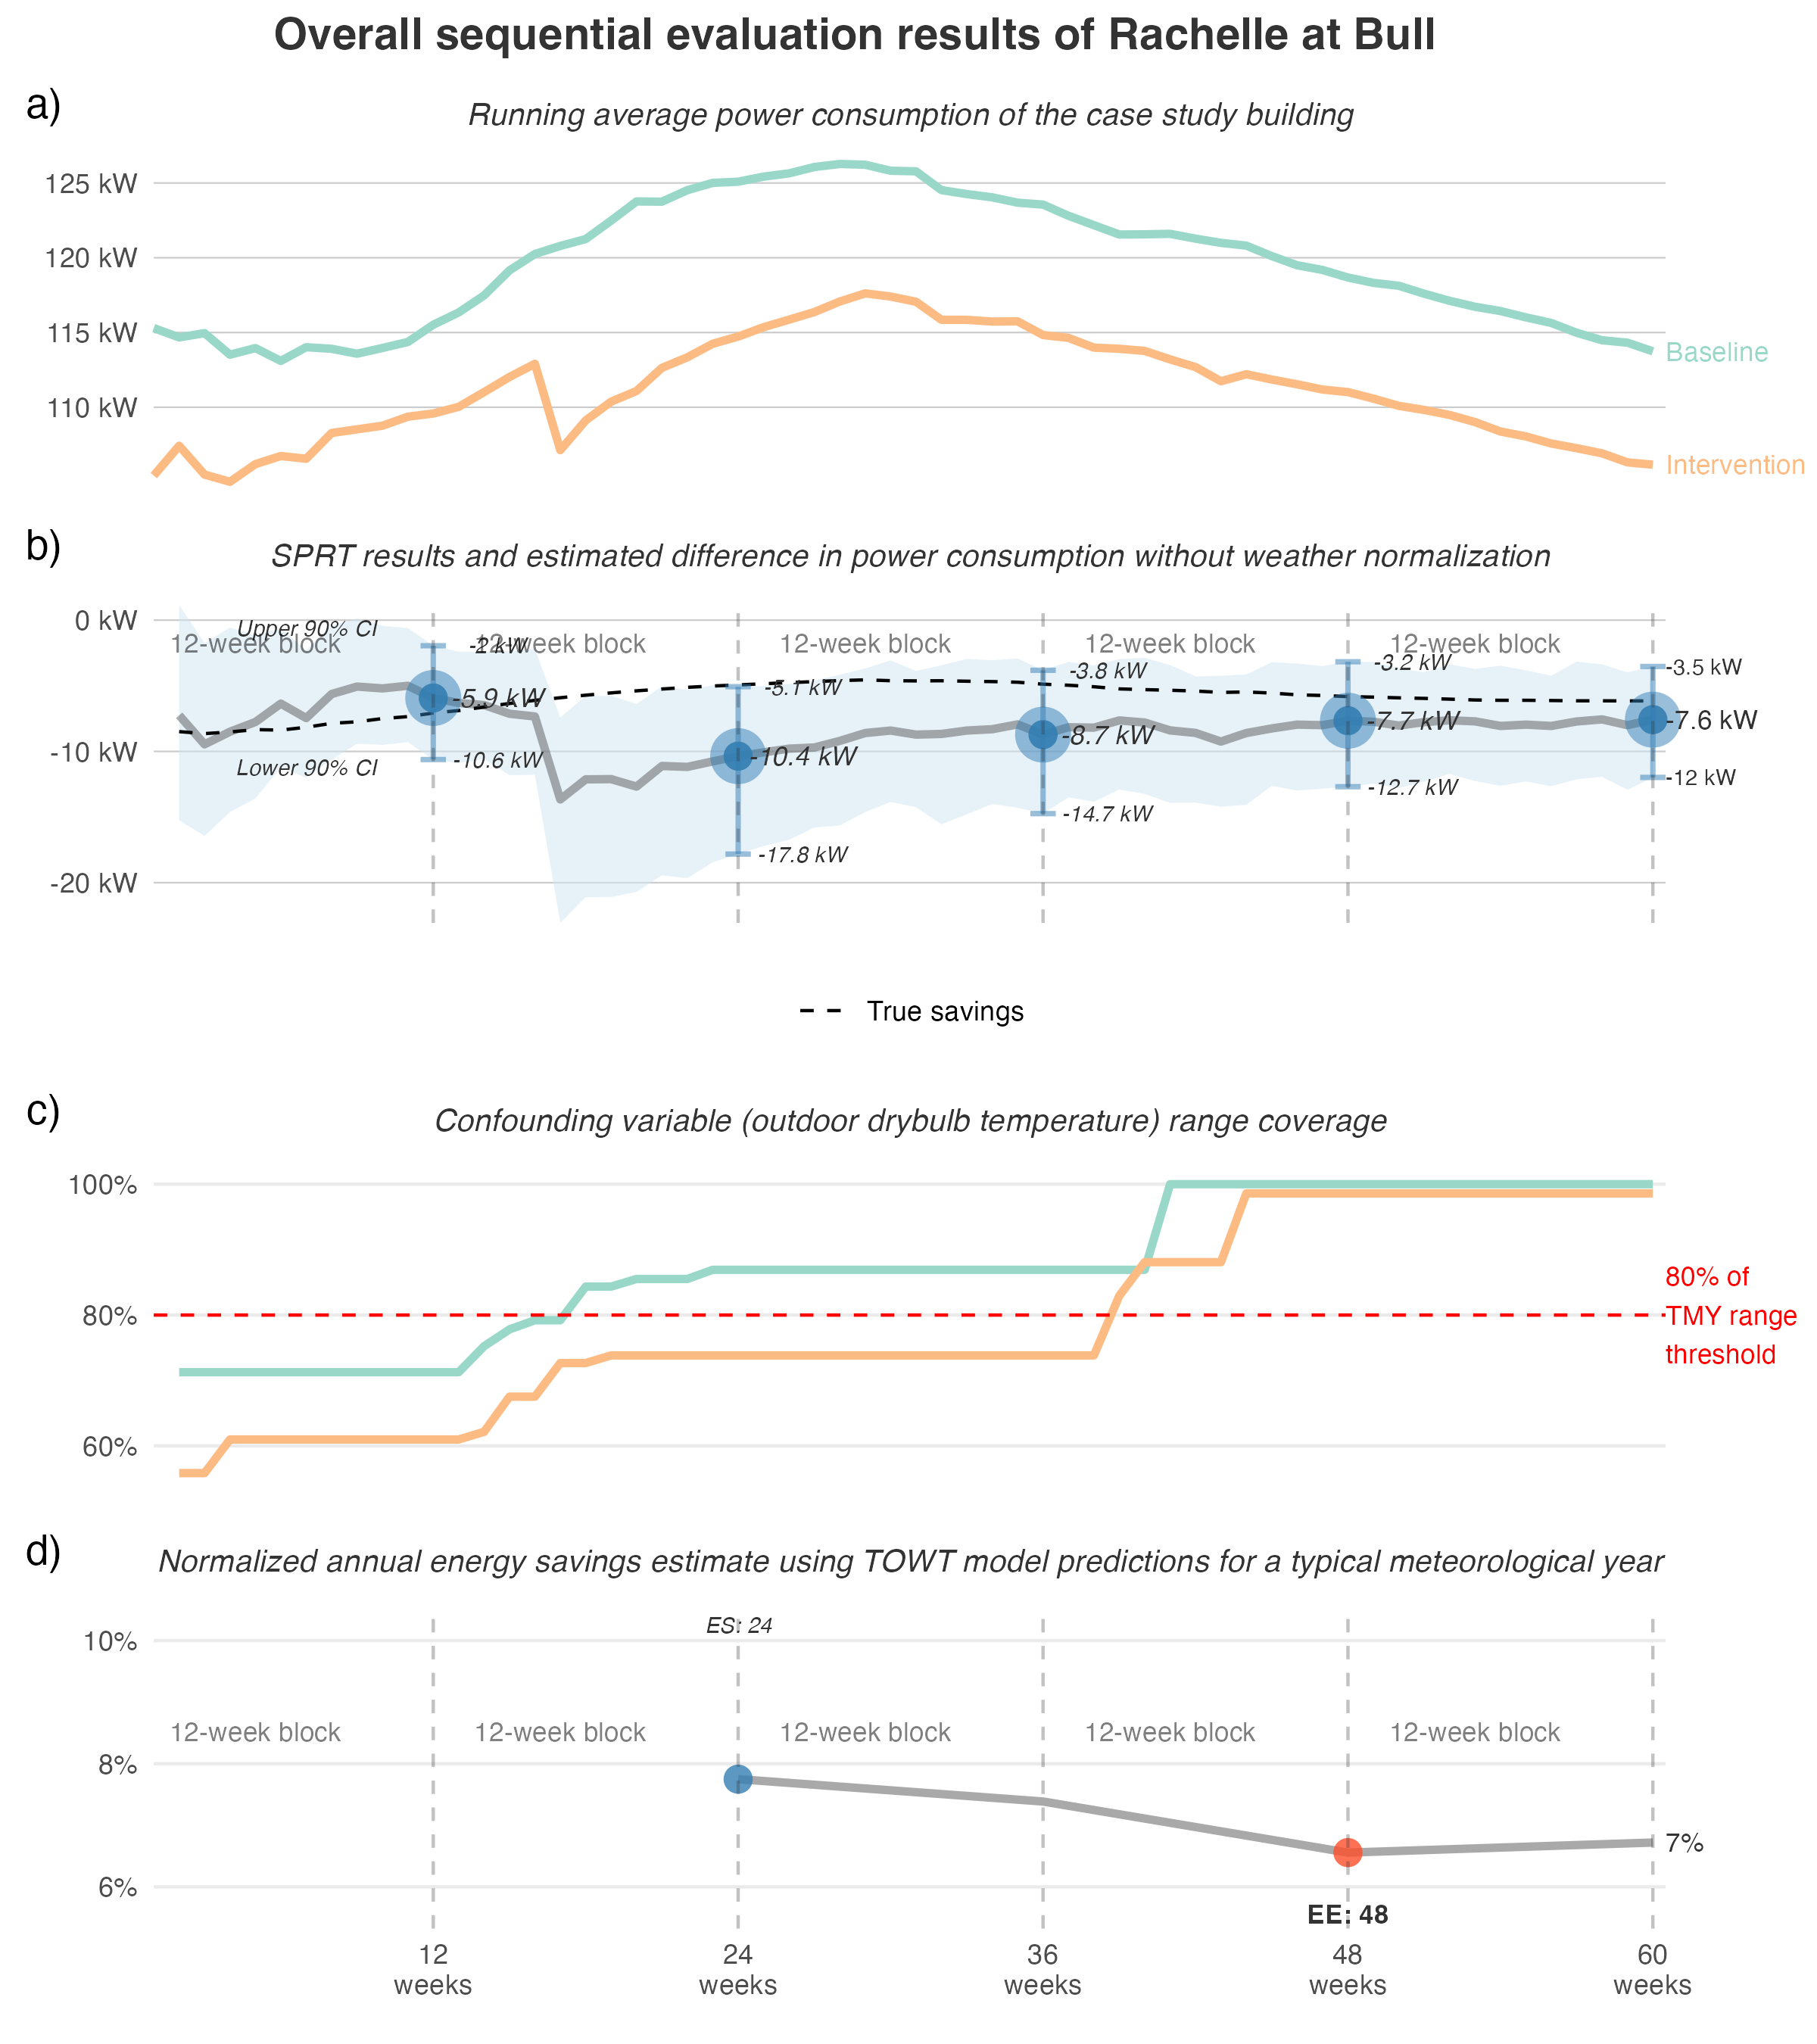 Overall sequential evaluation results of Rachelle at Bull
a)
Running average power consumption of the case study building
125 kW
120 kW
115 kW
110 kW
Baseline
Intervention
b)
SPRT results and estimated difference in power consumption without weather normalization
0 kW
-10 kW
-20 kW
Upper 90% CI
12-week block
12-week block
12-week block
12-week block
12-week block
-2 kW
-5.9 kW
-10.6 kW
Lower 90% CI
-5.1 kW
-10.4 kW
-17.8 kW
-3.8 kW
-8.7 kW
-14.7 kW
-3.2 kW
-7.7 kW
-12.7 kW
-3.5 kW
-7.6 kW
-12 kW
True savings
c)
Confounding variable (outdoor drybulb temperature) range coverage
100%
80%
60%
80% of
TMY range
threshold
d)
Normalized annual energy savings estimate using TOWT model predictions for a typical meteorological year
ES: 24
10%
8%
6%
12-week block
12-week block
12-week block
12-week block
12-week block
7%
EE: 48
12
weeks
24
weeks
36
weeks
48
weeks
60
weeks